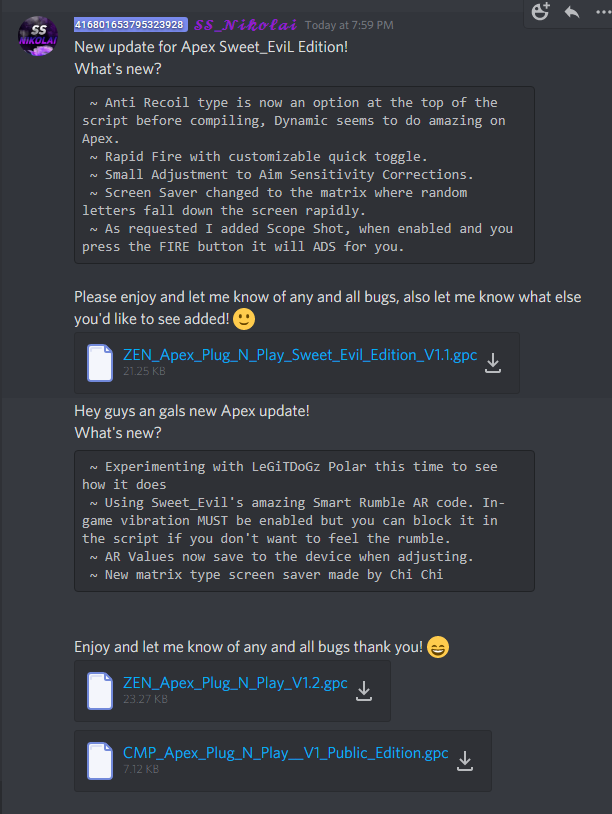 SS
NIKOLAI
416801653795323928 SS_Nikolai Today at 7:59 PM
New update for Apex Sweet_EviL Edition!
What's new?
~ Anti Recoil type is now an option at the top of the
script before compiling, Dynamic seems to do amazing on
Apex.
~ Rapid Fire with customizable quick toggle.
~ Small Adjustment to Aim Sensitivity Corrections.
~ Screen Saver changed to the matrix where random
letters fall down the screen rapidly.
~ As requested I added Scope Shot, when enabled and you
press the FIRE button it will ADS for you.
Please enjoy and let me know of any and all bugs, also let me know what else
you'd like to see added! 🙂
ZEN_Apex_Plug_N_Play_Sweet_Evil_Edition_V1.1.gpc
21.25 KB
Hey guys an gals new Apex update!
What's new?
~ Experimenting with LeGiTDoGz Polar this time to see
how it does
~ Using Sweet_Evil's amazing Smart Rumble AR code. In-
game vibration MUST be enabled but you can block it in
the script if you don't want to feel the rumble.
~ AR Values now save to the device when adjusting.
~ New matrix type screen saver made by Chi Chi
Enjoy and let me know of any and all bugs thank you! 😄
ZEN_Apex_Plug_N_Play_V1.2.gpc
23.27 KB
CMP_Apex_Plug_N_Play__V1_Public_Edition.gpc
7.12 KB